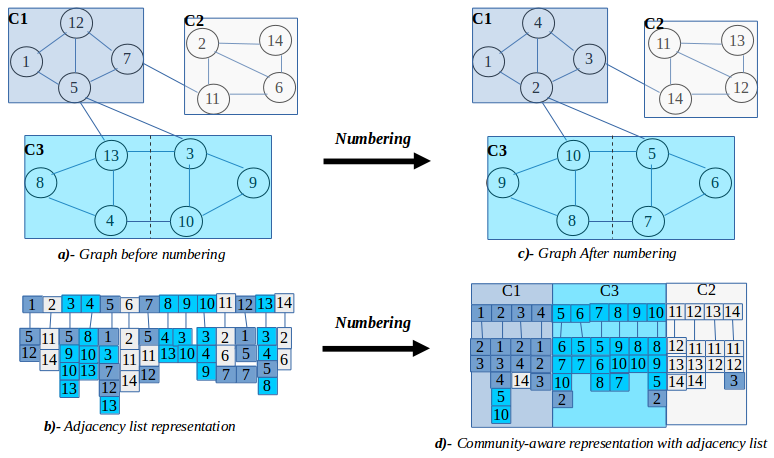 C1
12
1
7
5
C2
2
14
11
6
C3
13
3
8
9
4
10
a)- Graph before numbering
Numbering
C1
4
1
3
2
C2
11
13
14
12
C3
10
5
9
6
8
7
c)- Graph After numbering
1 2 3 4 5 6 7 8 9 10 11 12 13 14
5 11 5 8 1 2 5 4 3 3 2 1 3 2
12 14 9 10 3 11 11 13 10 4 6 5 4 6
10 13 7 14 12 9 7 7 5
13 12 8
13
b)- Adjacency list representation
Numbering
C1 C3 C2
1 2 3 4 5 6 7 8 9 10 11 12 13 14
2 1 2 1 6 5 5 9 8 8 12 11 11 11
3 3 4 2 7 7 6 10 10 9 13 13 12 12
4 14 3 10 8 7 5 14 14 3
5 2 2
10
d)- Community-aware representation with adjacency list